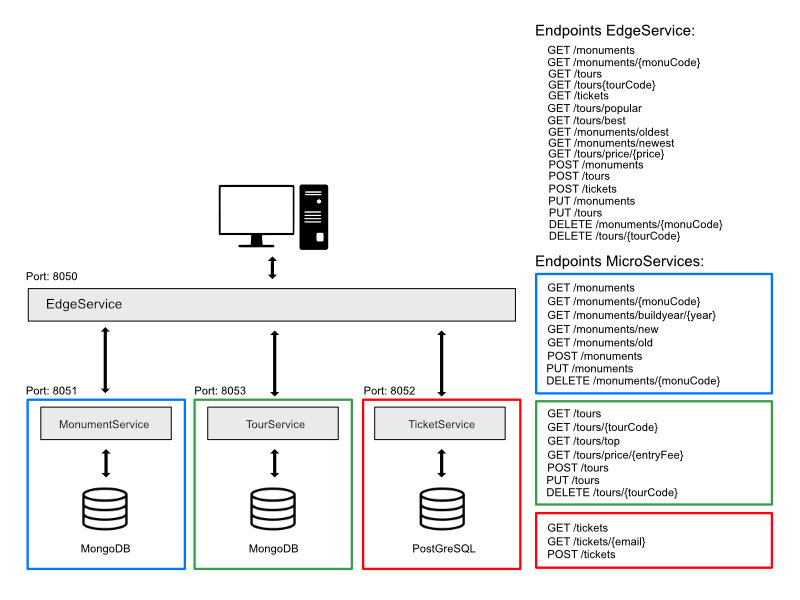 Endpoints EdgeService:
GET /monuments
GET /monuments/{monuCode}
GET /tours
GET /tours{tourCode}
GET /tickets
GET /tours/popular
GET /tours/best
GET /monuments/oldest
GET /monuments/newest
GET /tours/price/{price}
POST /monuments
POST /tours
POST /tickets
PUT /monuments
PUT /tours
DELETE /monuments/{monuCode}
DELETE /tours/{tourCode}
Port: 8050
EdgeService
Port: 8051
MonumentService
MongoDB
Port: 8053
TourService
MongoDB
Port: 8052
TicketService
PostGreSQL
Endpoints MicroServices:
GET /monuments
GET /monuments/{monuCode}
GET /monuments/buildyear/{year}
GET /monuments/new
GET /monuments/old
POST /monuments
PUT /monuments
DELETE /monuments/{monuCode}
GET /tours
GET /tours/{tourCode}
GET /tours/top
GET /tours/price/{entryFee}
POST /tours
PUT /tours
DELETE /tours/{tourCode}
GET /tickets
GET /tickets/{email}
POST /tickets